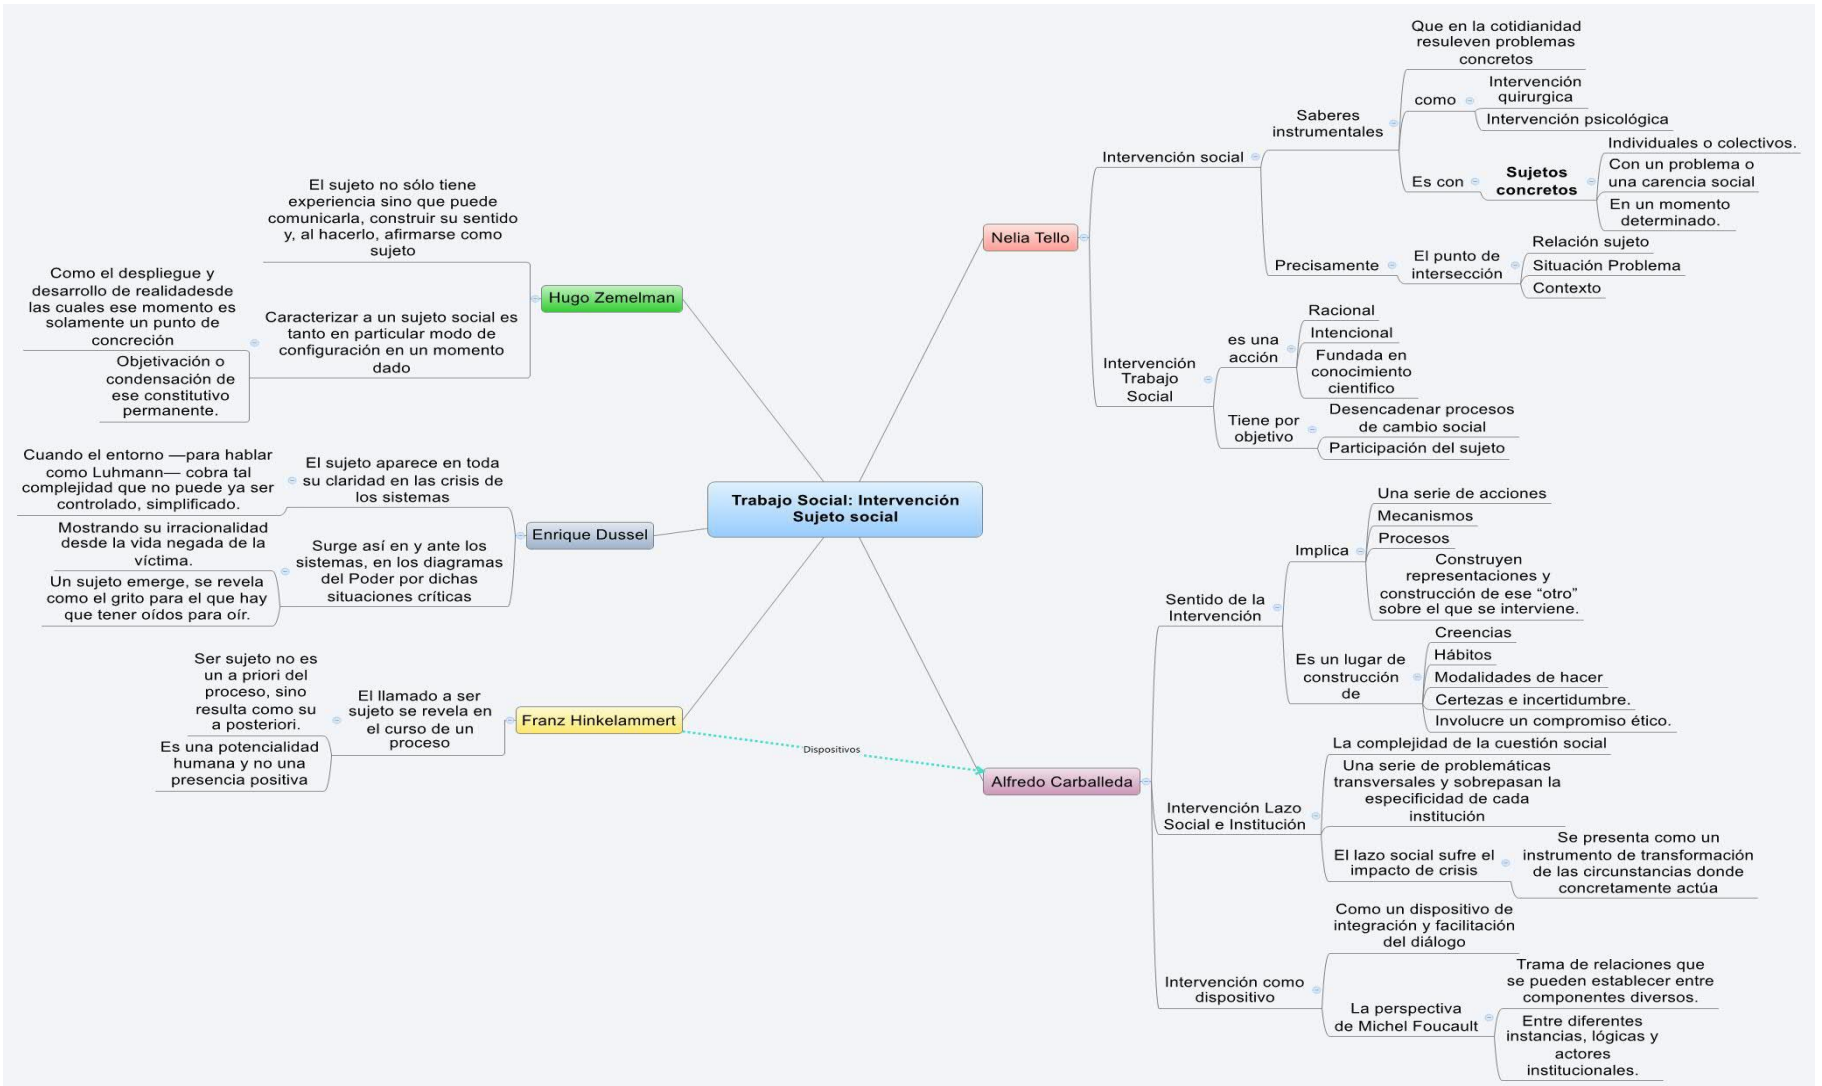 Trabajo Social: Intervención
Sujeto social
Nelia Tello
Intervención social
Saberes
instrumentales
Que en la cotidianidad
resuleven problemas
concretos
como
Intervención
quirurgica
Intervención psicológica
Es con
Sujetos
concretos
Individuales o colectivos.
Con un problema o
una carencia social
En un momento
determinado.
Precisamente
El punto de
intersección
Relación sujeto
Situación Problema
Contexto
Intervención
Trabajo
Social
es una
acción
Racional
Intencional
Fundada en
conocimiento
cientifico
Tiene por
objetivo
Desencadenar procesos
de cambio social
Participación del sujeto
Alfredo Carballeda
Sentido de la
Intervención
Implica
Una serie de acciones
Mecanismos
Procesos
Construyen
representaciones y
construcción de ese “otro”
sobre el que se interviene.
Es un lugar de
construcción
de
Creencias
Hábitos
Modalidades de hacer
Certezas e incertidumbre.
Involucre un compromiso ético.
Intervención Lazo
Social e Institución
La complejidad de la cuestión social
Una serie de problemáticas
transversales y sobrepasan la
especificidad de cada
institución
El lazo social sufre el
impacto de crisis
Se presenta como un
instrumento de transformación
de las circunstancias donde
concretamente actúa
Intervención como
dispositivo
Como un dispositivo de
integración y facilitación
del diálogo
La perspectiva
de Michel Foucault
Trama de relaciones que
se pueden establecer entre
componentes diversos.
Entre diferentes
instancias, lógicas y
actores
institucionales.
Hugo Zemelman
El sujeto no sólo tiene
experiencia sino que puede
comunicarla, construir su sentido
y, al hacerlo, afirmarse como
sujeto
Caracterizar a un sujeto social es
tanto en particular modo de
configuración en un momento
dado
Como el despliegue y
desarrollo de realidadesde
las cuales ese momento es
solamente un punto de
concreción
Objetivación o
condensación de
ese constitutivo
permanente.
Enrique Dussel
El sujeto aparece en toda
su claridad en las crisis de
los sistemas
Cuando el entorno —para hablar
como Luhmann— cobra tal
complejidad que no puede ya ser
controlado, simplificado.
Surge así en y ante los
sistemas, en los diagramas
del Poder por dichas
situaciones críticas
Mostrando su irracionalidad
desde la vida negada de la
víctima.
Un sujeto emerge, se revela
como el grito para el que hay
que tener oídos para oír.
Franz Hinkelammert
El llamado a ser
sujeto se revela en
el curso de un
proceso
Ser sujeto no es
un a priori del
proceso, sino
resulta como su
a posteriori.
Es una potencialidad
humana y no una
presencia positiva
Dispositivos